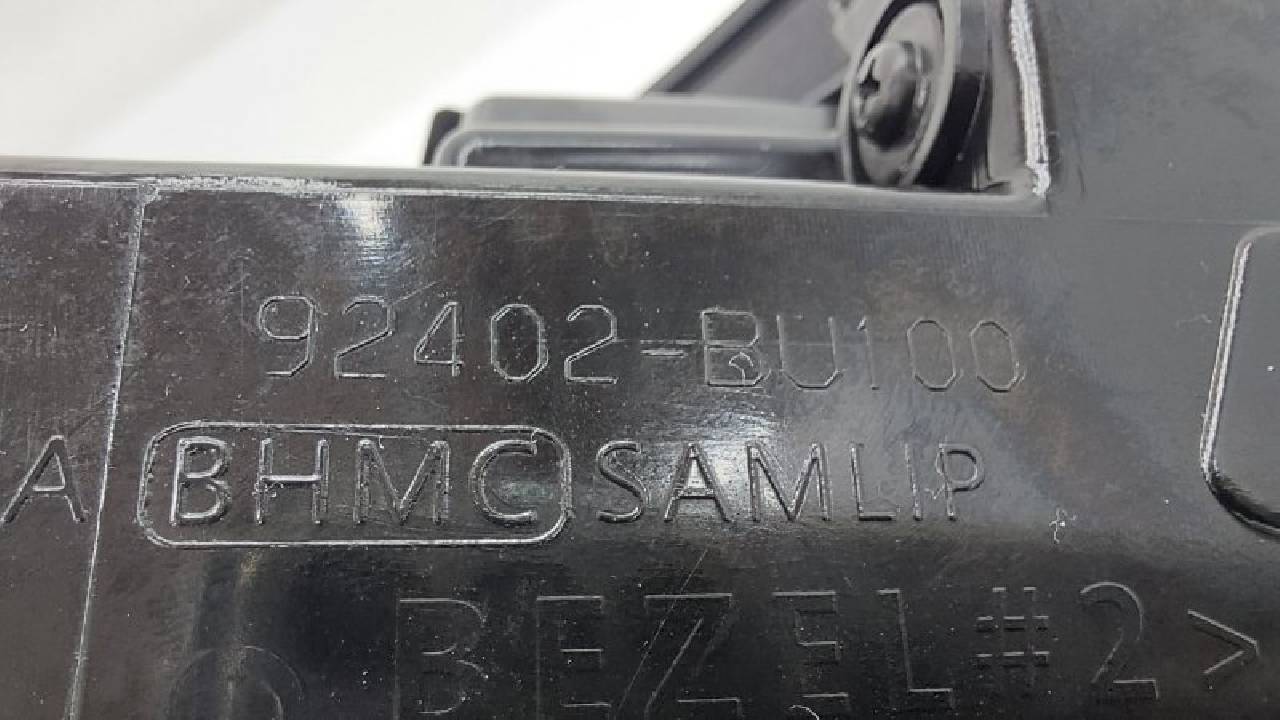 92402-BU100
A BHMC SAMLIP
BEZEL#2>